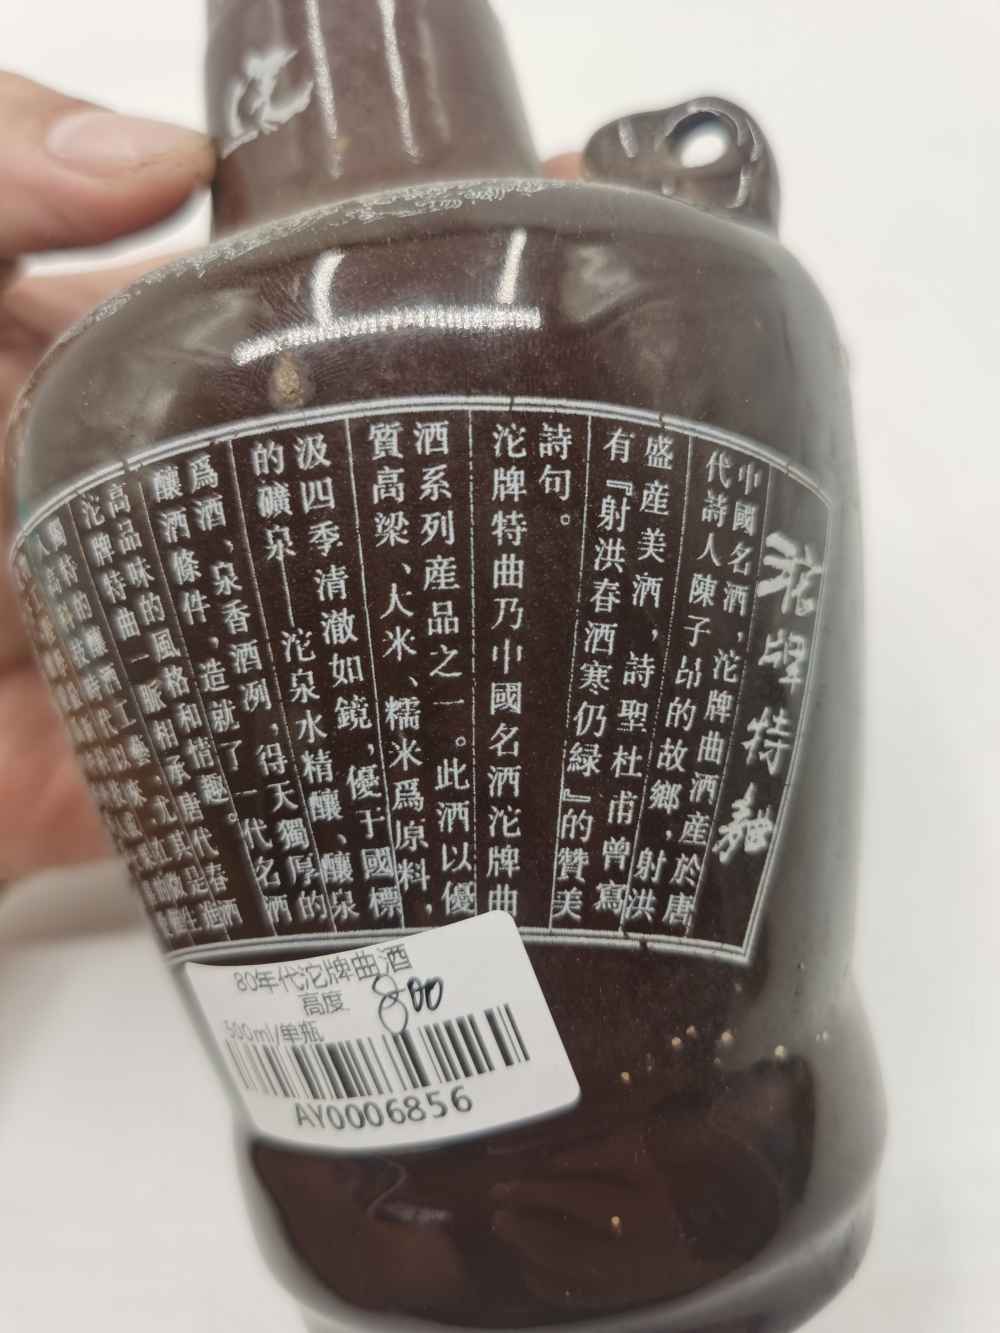 沱
沱牌特麯
中國名酒，沱牌曲酒産於唐
代詩人陳子昂的故鄉，射洪
盛産美酒，詩聖杜甫曾寫
有『射洪春酒寒仍緑』的贊美
詩句。
沱牌特曲乃中國名酒沱牌曲
酒系列産品之一。此酒以優
質高梁、大米、糯米爲原料，
汲四季清澈如鏡，優于國標
的礦泉——沱泉水精釀、釀泉
爲酒、泉香酒冽，得天獨厚的
釀酒條件，造就了一代名酒
高品味的風格和情趣。
沱牌特曲一脈相承唐代春酒
80年代沱牌曲酒
高度
800
500ml/单瓶
AY0006856